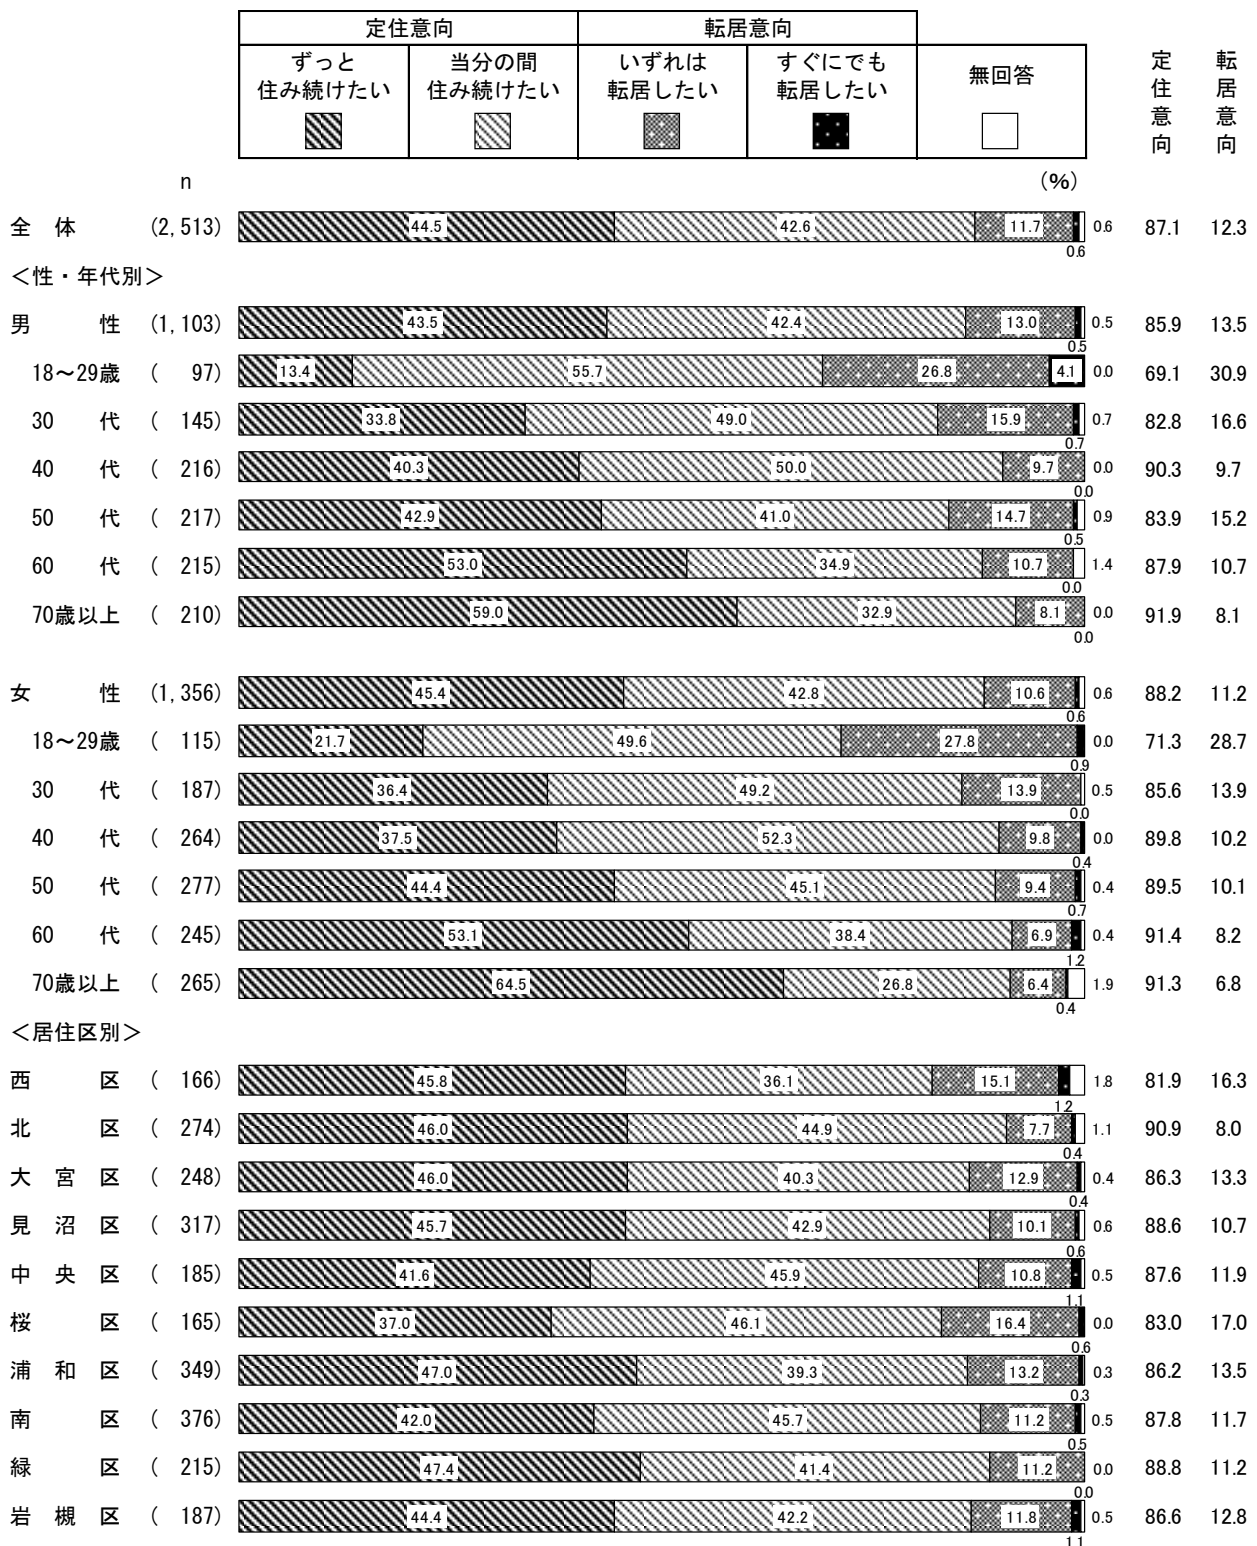 定住意向 転居意向
ずっと 当分の間 いずれは すぐにでも
住み続けたい 住み続けたい 転居したい 転居したい 無回答
定住意向 転居意向
n (%)
全 体 (2,513) 44.5 42.6 11.7 0.6 87.1 12.3
0.6
＜性・年代別＞
男 性 (1,103) 43.5 42.4 13.0 0.5 85.9 13.5
0.5
18～29歳 ( 97) 13.4 55.7 26.8 4.1 0.0 69.1 30.9
30 代 ( 145) 33.8 49.0 15.9 0.7 82.8 16.6
0.7
40 代 ( 216) 40.3 50.0 9.7 0.0 90.3 9.7
0.0
50 代 ( 217) 42.9 41.0 14.7 0.9 83.9 15.2
0.5
60 代 ( 215) 53.0 34.9 10.7 1.4 87.9 10.7
0.0
70歳以上 ( 210) 59.0 32.9 8.1 0.0 91.9 8.1
0.0
女 性 (1,356) 45.4 42.8 10.6 0.6 88.2 11.2
0.6
18～29歳 ( 115) 21.7 49.6 27.8 0.0 71.3 28.7
0.9
30 代 ( 187) 36.4 49.2 13.9 0.5 85.6 13.9
0.0
40 代 ( 264) 37.5 52.3 9.8 0.0 89.8 10.2
0.4
50 代 ( 277) 44.4 45.1 9.4 0.4 89.5 10.1
0.7
60 代 ( 245) 53.1 38.4 6.9 0.4 91.4 8.2
1.2
70歳以上 ( 265) 64.5 26.8 6.4 1.9 91.3 6.8
0.4
＜居住区別＞
西 区 ( 166) 45.8 36.1 15.1 1.8 81.9 16.3
1.2
北 区 ( 274) 46.0 44.9 7.7 1.1 90.9 8.0
0.4
大 宮 区 ( 248) 46.0 40.3 12.9 0.4 86.3 13.3
0.4
見 沼 区 ( 317) 45.7 42.9 10.1 0.6 88.6 10.7
0.6
中 央 区 ( 185) 41.6 45.9 10.8 0.5 87.6 11.9
1.1
桜 区 ( 165) 37.0 46.1 16.4 0.0 83.0 17.0
0.6
浦 和 区 ( 349) 47.0 39.3 13.2 0.3 86.2 13.5
0.3
南 区 ( 376) 42.0 45.7 11.2 0.5 87.8 11.7
0.5
緑 区 ( 215) 47.4 41.4 11.2 0.0 88.8 11.2
0.0
岩 槻 区 ( 187) 44.4 42.2 11.8 0.5 86.6 12.8
1.1